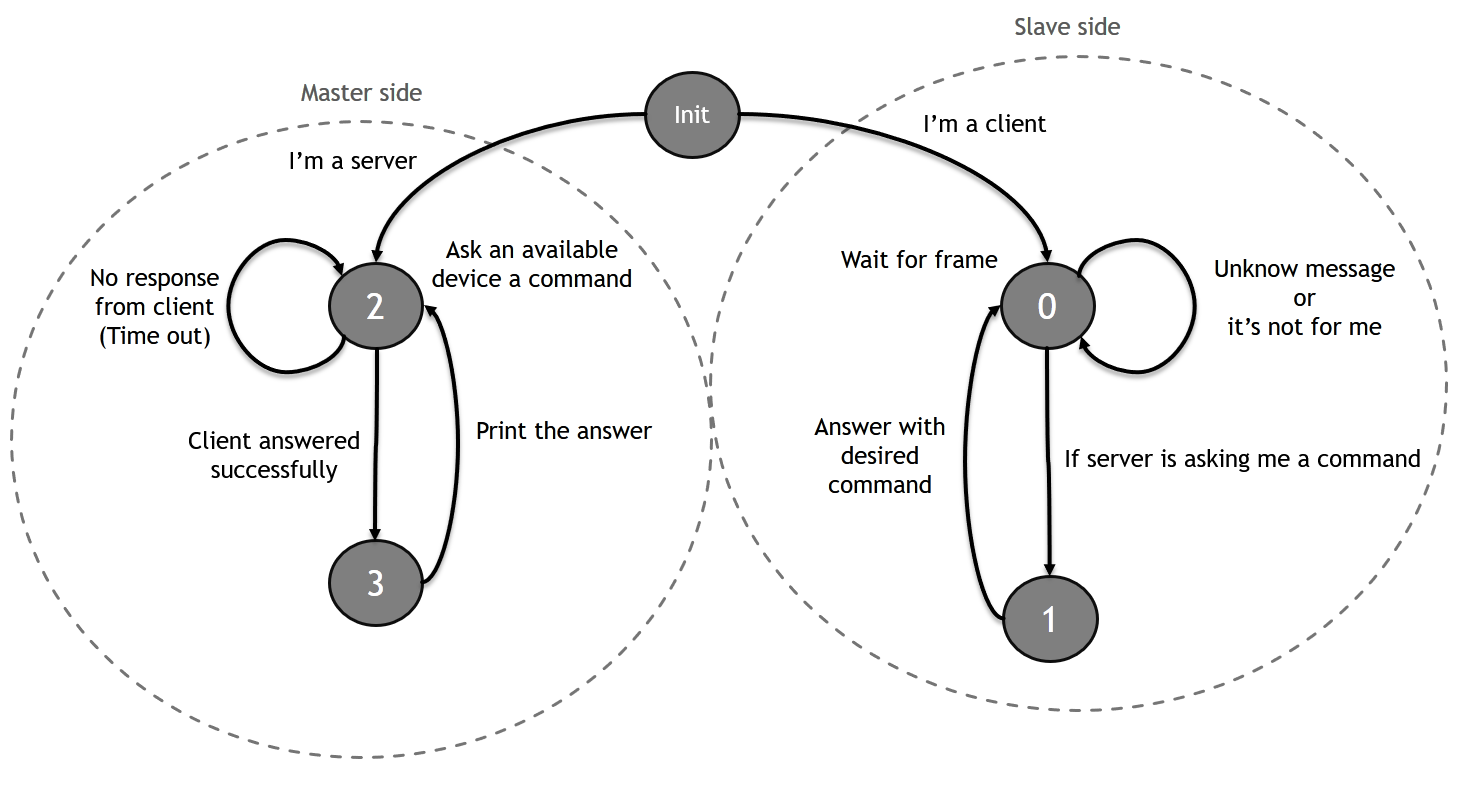 Slave side
Master side
Init
I'm a client
I'm a server
Ask an available
device a command
Wait for frame
No response
from client
(Time out)
2
0
Unknow message
or
it's not for me
Client answered
successfully
Print the answer
Answer with
desired
command
If server is asking me a command
3
1